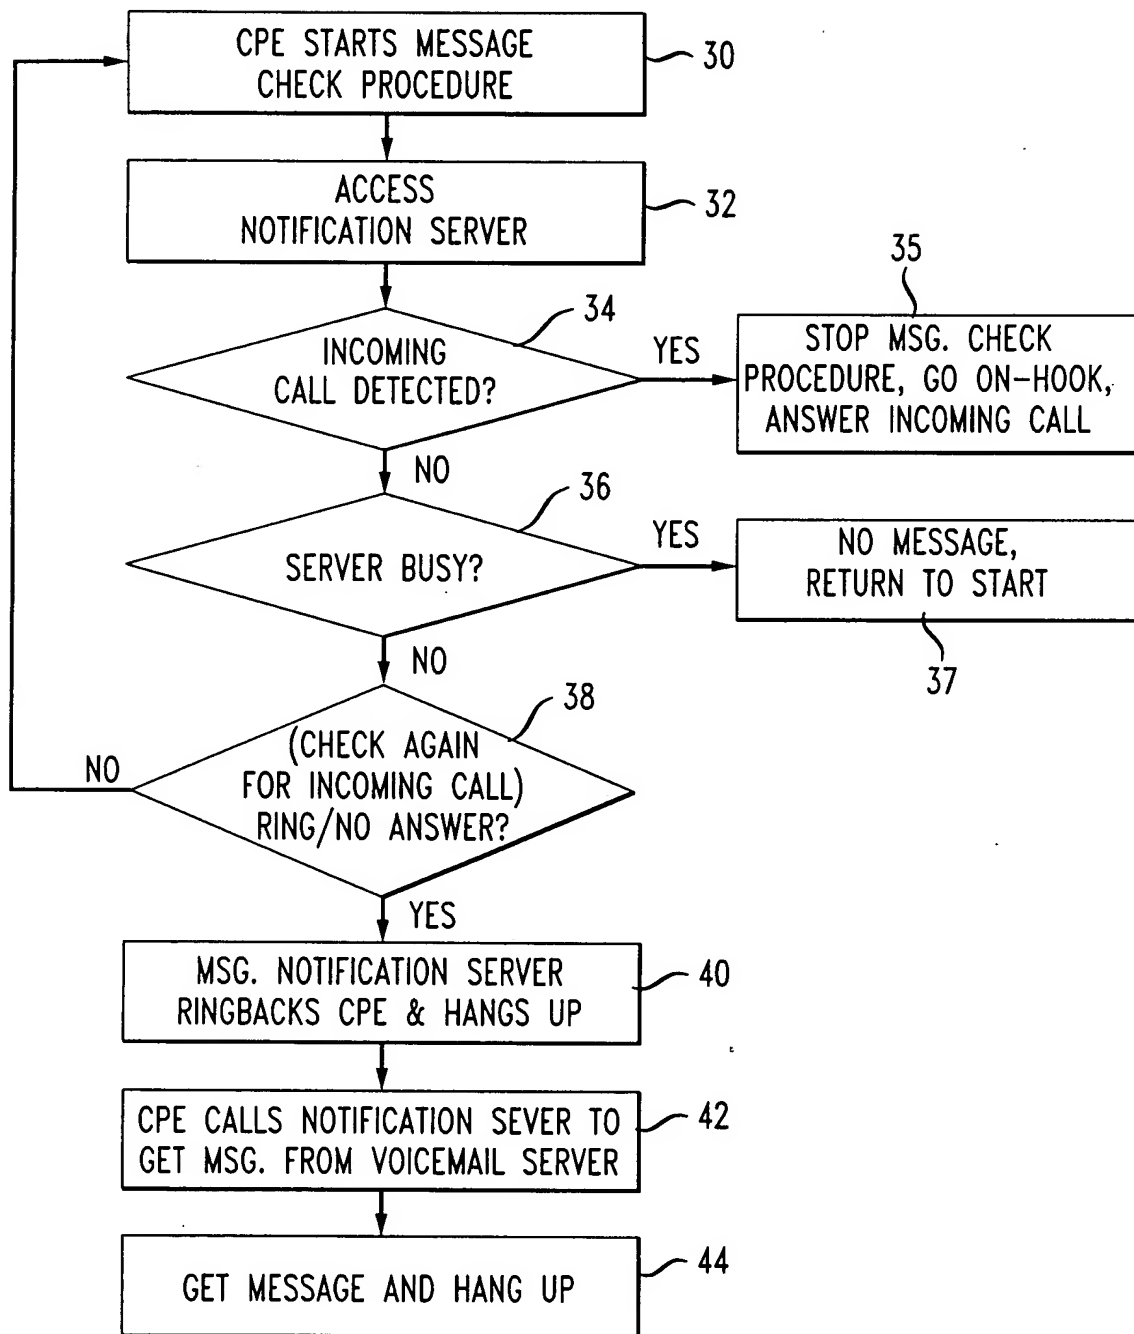 CPE STARTS MESSAGE
CHECK PROCEDURE
30
ACCESS
NOTIFICATION SERVER
32
34
INCOMING
CALL DETECTED?
YES
35
STOP MSG. CHECK
PROCEDURE, GO ON-HOOK,
ANSWER INCOMING CALL
NO
36
SERVER BUSY?
YES
NO MESSAGE,
RETURN TO START
37
NO
38
(CHECK AGAIN
FOR INCOMING CALL)
RING/NO ANSWER?
NO
YES
MSG. NOTIFICATION SERVER
RINGBACKS CPE & HANGS UP
40
CPE CALLS NOTIFICATION SEVER TO
GET MSG. FROM VOICEMAIL SERVER
42
GET MESSAGE AND HANG UP
44